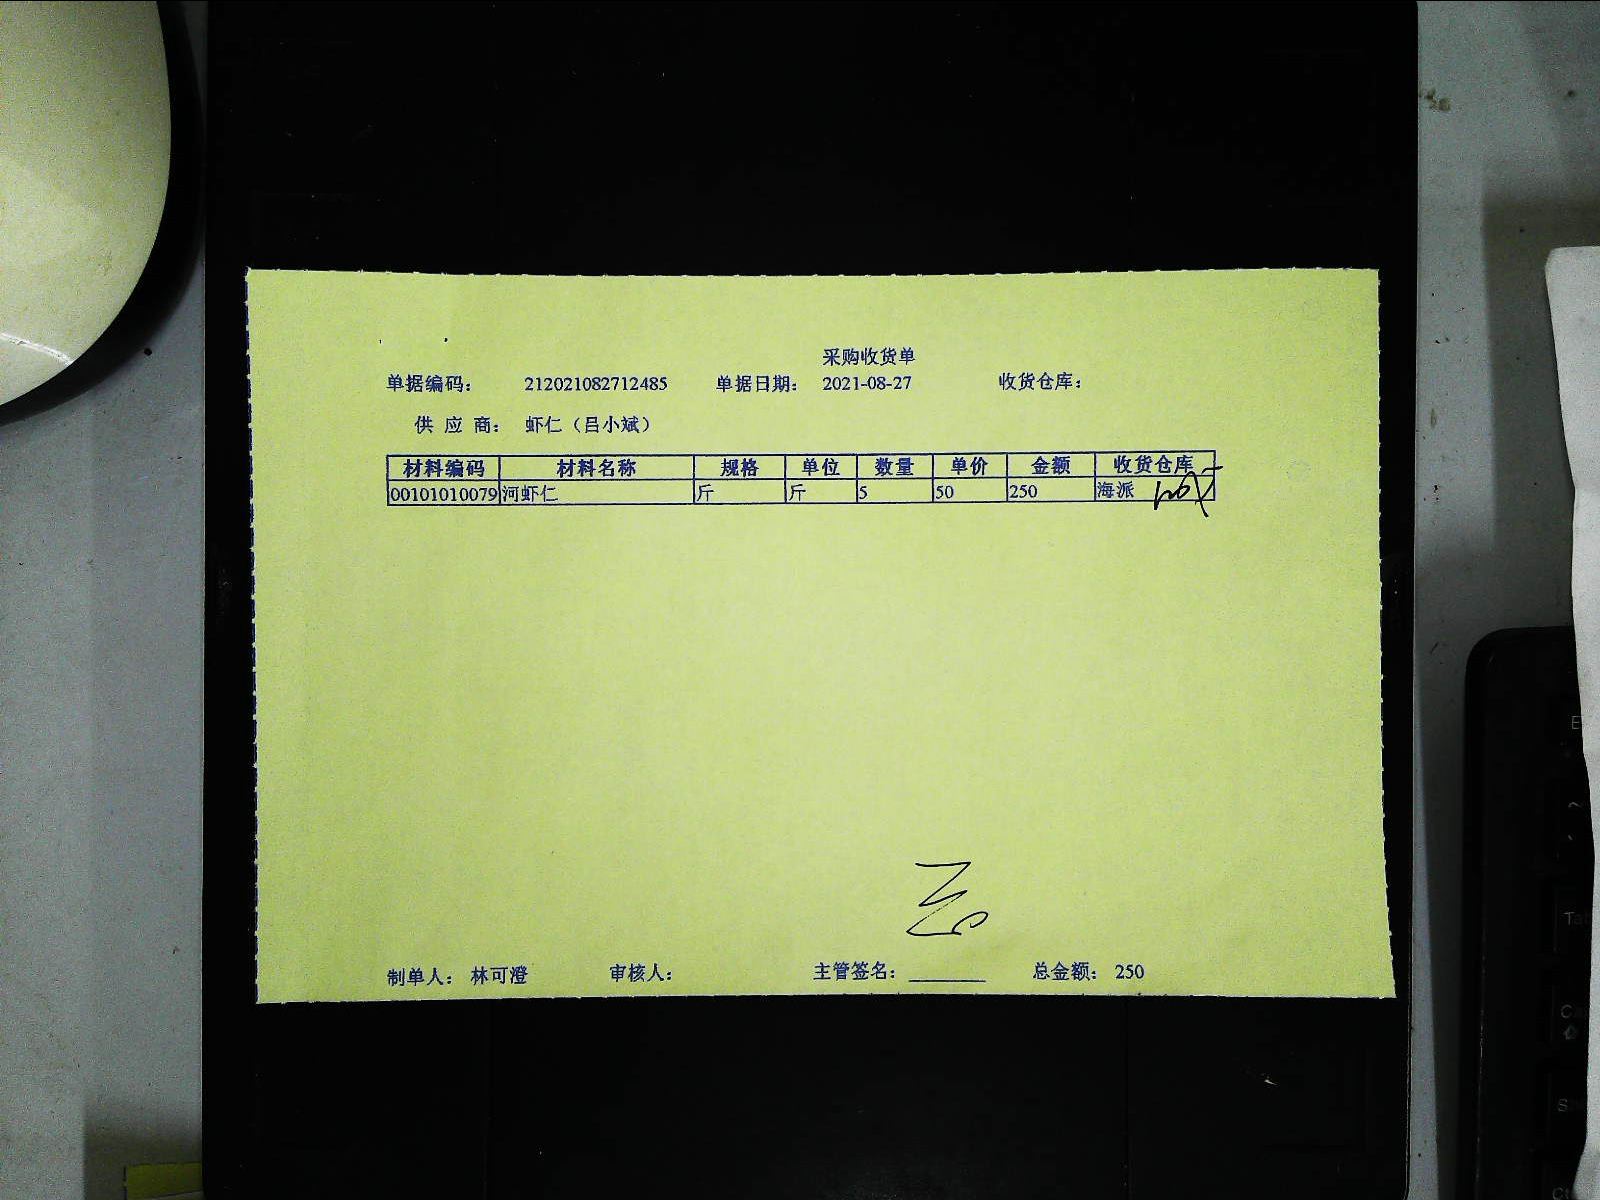 采购收货单
单据编码： 212021082712485 单据日期： 2021-08-27 收货仓库：
供 应 商： 虾仁（吕小斌）
材料编码 材料名称 规格 单位 数量 单价 金额 收货仓库
00101010079 河虾仁 斤 斤 5 50 250 海派
制单人： 林可澄 审核人： 主管签名： 总金额： 250